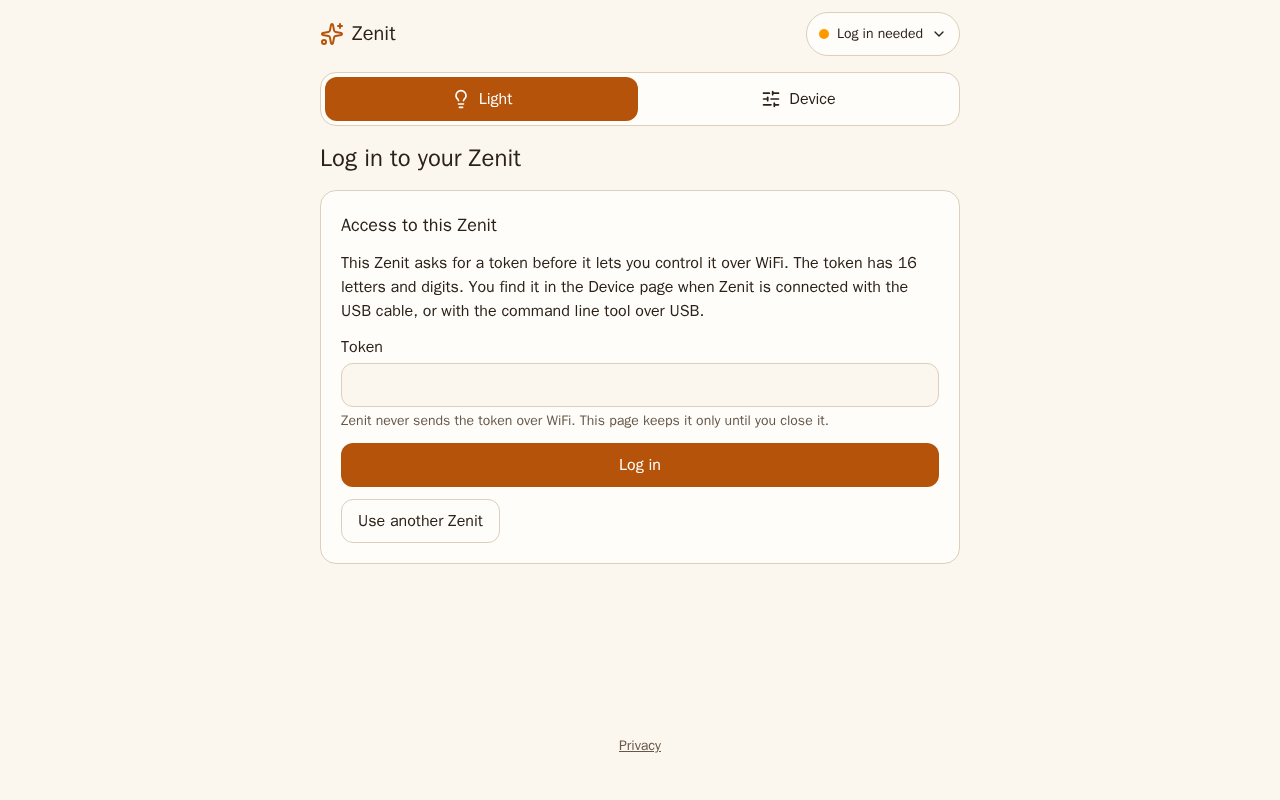 Zenit
Log in needed
Light
Device
Log in to your Zenit
Access to this Zenit
This Zenit asks for a token before it lets you control it over WiFi. The token has 16
letters and digits. You find it in the Device page when Zenit is connected with the
USB cable, or with the command line tool over USB.
Token
Zenit never sends the token over WiFi. This page keeps it only until you close it.
Log in
Use another Zenit
Privacy